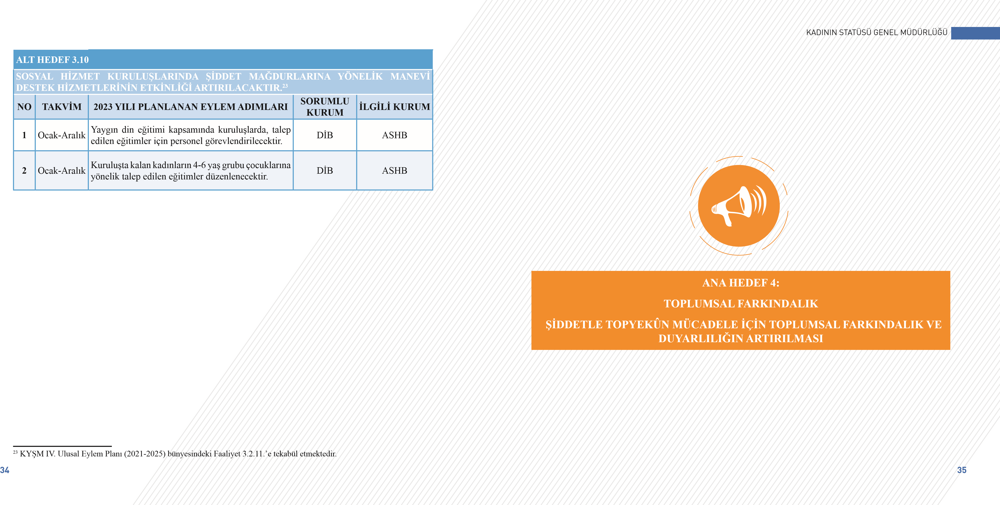 ALT HEDEF 3.10
SOSYAL HİZMET KURULUŞLARINDA ŞİDDET MAĞDURLARINA YÖNELİK MANEVİ
DESTEK HİZMETLERİNİN ETKİNLİĞİ ARTIRILACAKTIR.23
NO TAKVİM 2023 YILI PLANLANAN EYLEM ADIMLARI SORUMLU KURUM İLGİLİ KURUM
1 Ocak-Aralık Yaygın din eğitimi kapsamında kuruluşlarda, talep
edilen eğitimler için personel görevlendirilecektir. DİB ASHB
2 Ocak-Aralık Kuruluşta kalan kadınların 4-6 yaş grubu çocuklarına
yönelik talep edilen eğitimler düzenlenecektir. DİB ASHB
23 KYŞM IV. Ulusal Eylem Planı (2021-2025) bünyesindeki Faaliyet 3.2.11.'e tekabül etmektedir.
34
KADININ STATÜSÜ GENEL MÜDÜRLÜĞÜ
ANA HEDEF 4:
TOPLUMSAL FARKINDALIK
ŞİDDETLE TOPYEKÛN MÜCADELE İÇİN TOPLUMSAL FARKINDALIK VE
DUYARLILIĞIN ARTIRILMASI
35